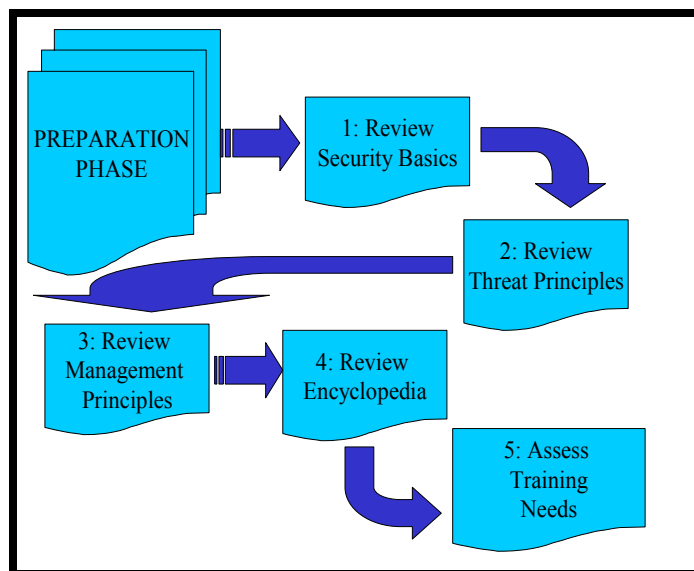 PREPARATION
PHASE
1: Review
Security Basics
2: Review
Threat Principles
3: Review
Management
Principles
4: Review
Encyclopedia
5: Assess
Training
Needs